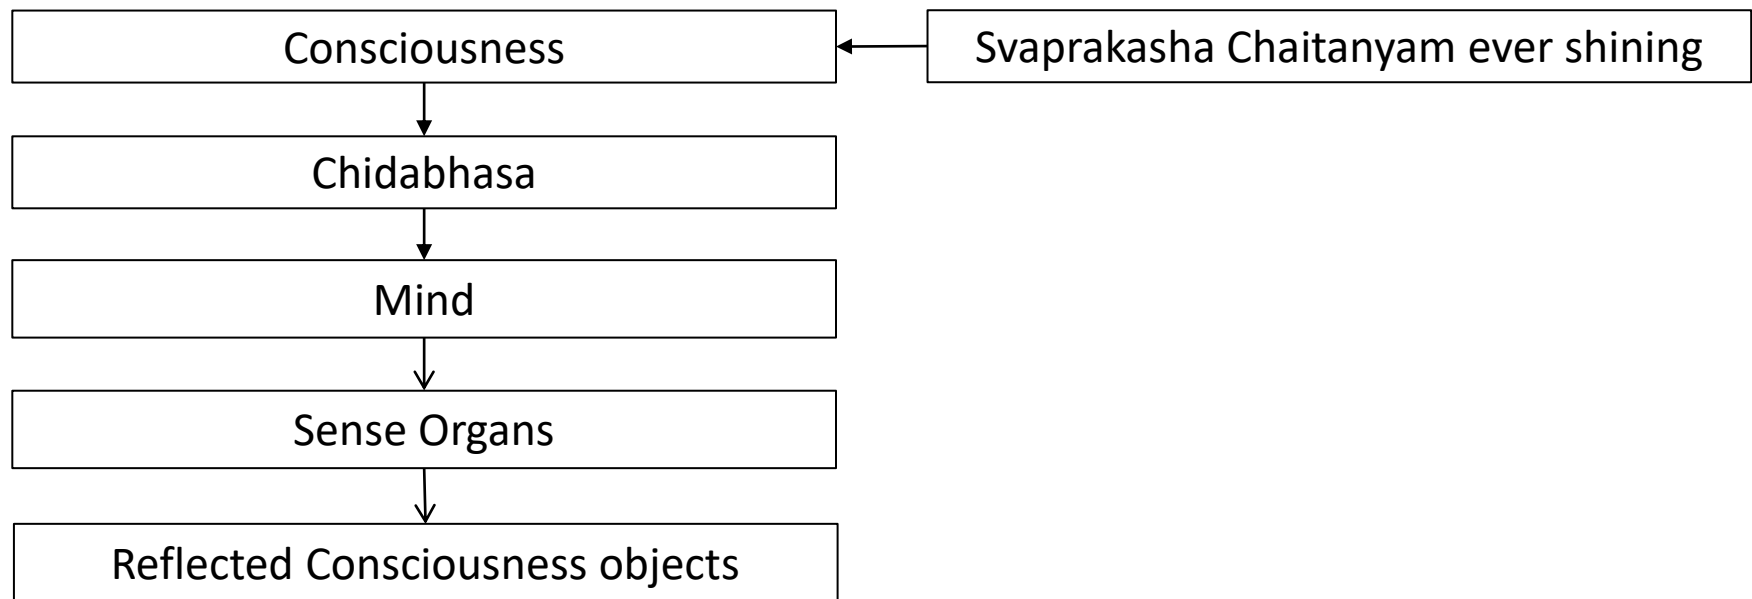 Consciousness
Svaprakasha Chaitanyam ever shining
Chidabhasa
Mind
Sense Organs
Reflected Consciousness objects